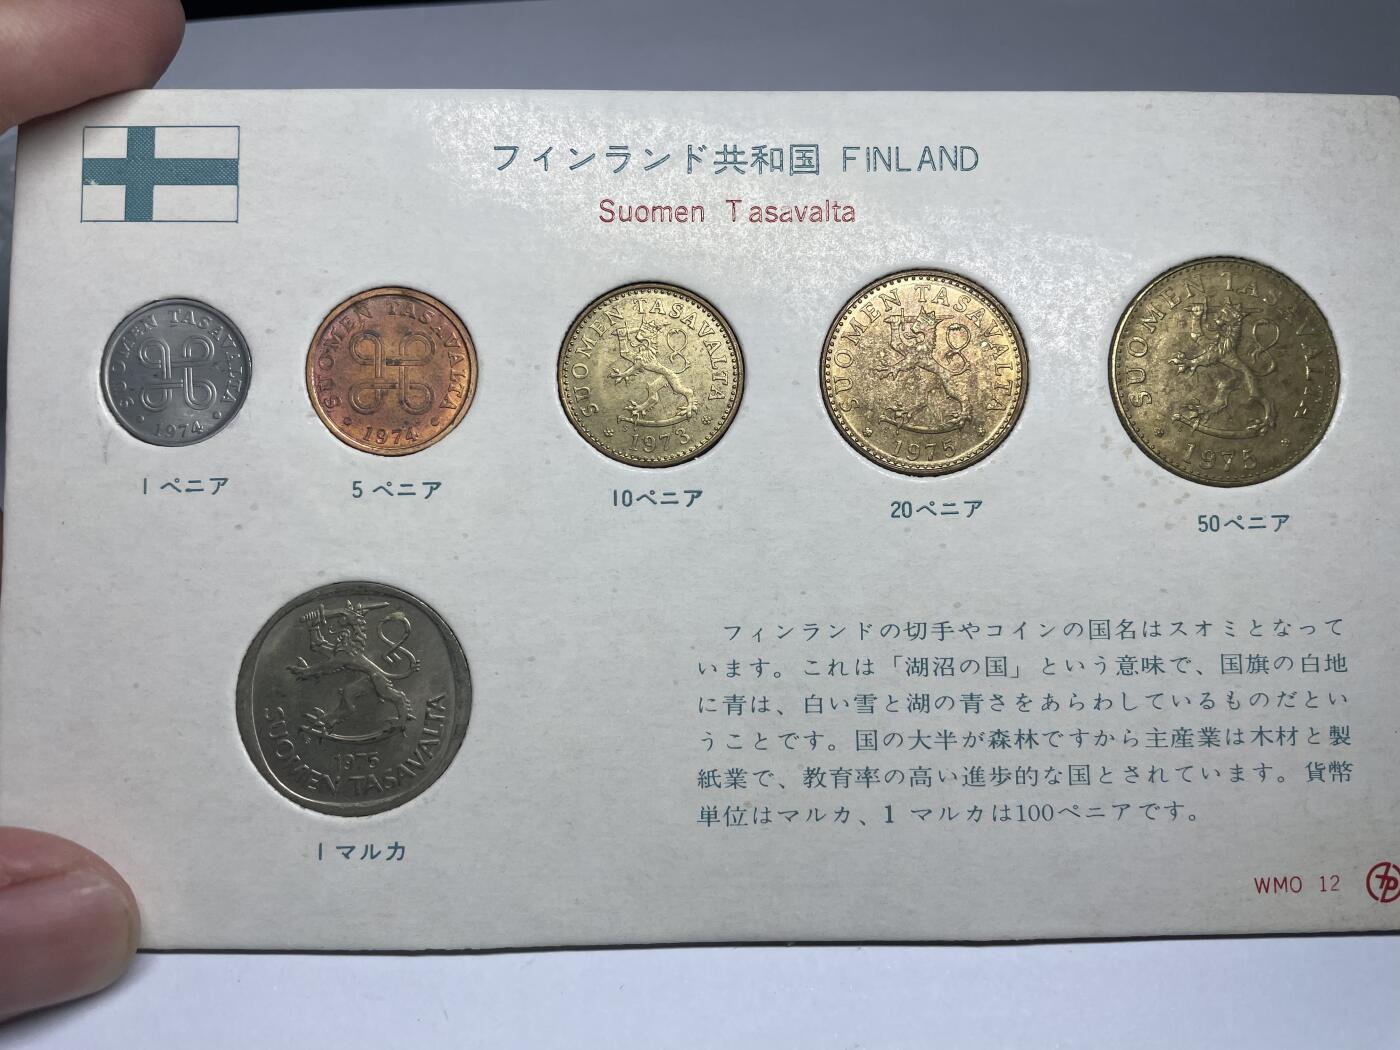 フィンランド共和国 FINLAND
Suomen Tasavalta
SUOMEN TASAVALTA 1974
SUOMEN TASAVALTA 1974
SUOMEN TASAVALTA 1973
SUOMEN TASAVALTA 1975
SUOMEN TASAVALTA 1975
1 ペニア
5 ペニア
10ペニア
20ペニア
50ペニア
1975
SUOMEN TASAVALTA
1 マルカ
フィンランドの切手やコインの国名はスオミとなって
います。これは「湖沼の国」という意味で、国旗の白地
に青は、白い雪と湖の青さをあらわしているものだとい
うことです。国の大半が森林ですから主産業は木材と製
紙業で、教育率の高い進歩的な国とされています。貨幣
単位はマルカ、1 マルカは100ペニアです。
WMO 12